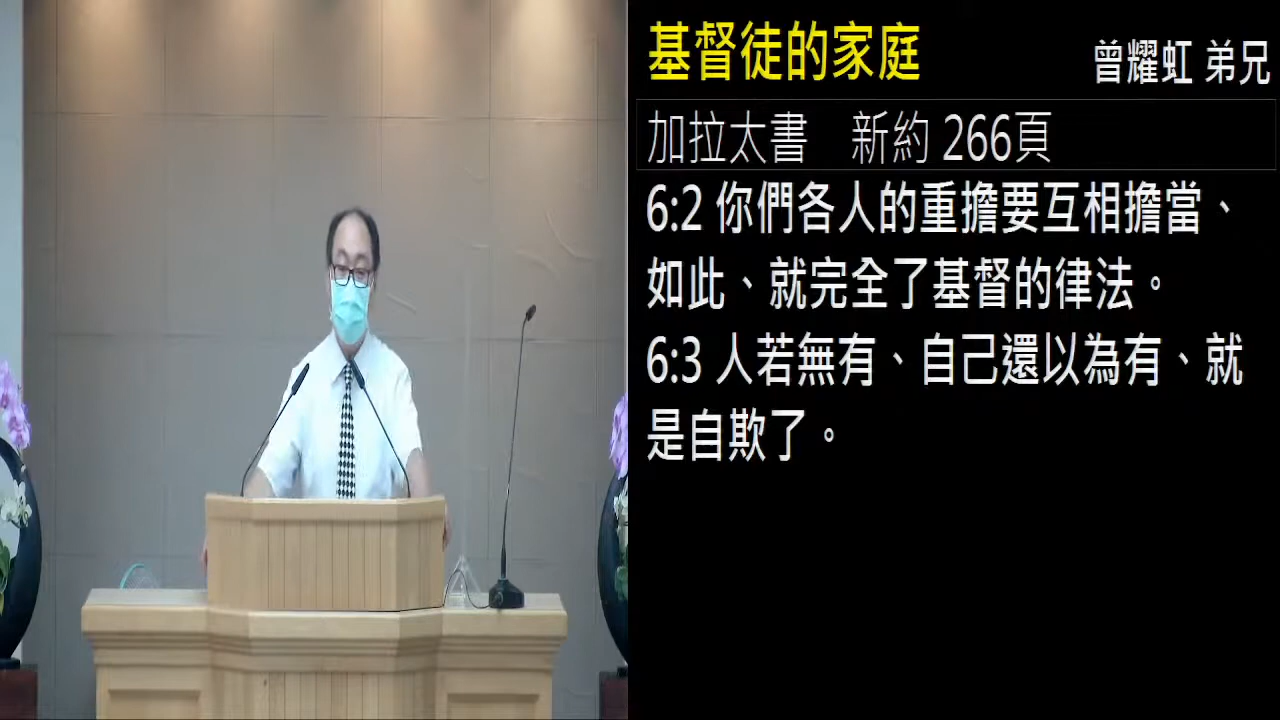 基督徒的家庭
曾耀虹 弟兄
加拉太書 新約 266頁
6:2 你們各人的重擔要互相擔當、
如此、就完全了基督的律法。
6:3 人若無有、自己還以為有、就
是自欺了。